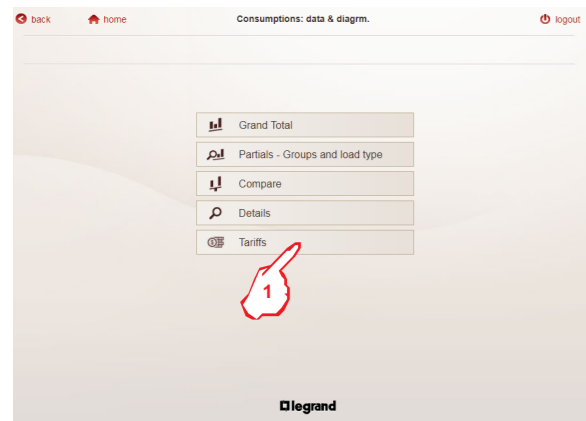 back home Consumptions: data & diagrm. logout
Grand Total
Partials - Groups and load type
Compare
Details
Tariffs
1
legrand